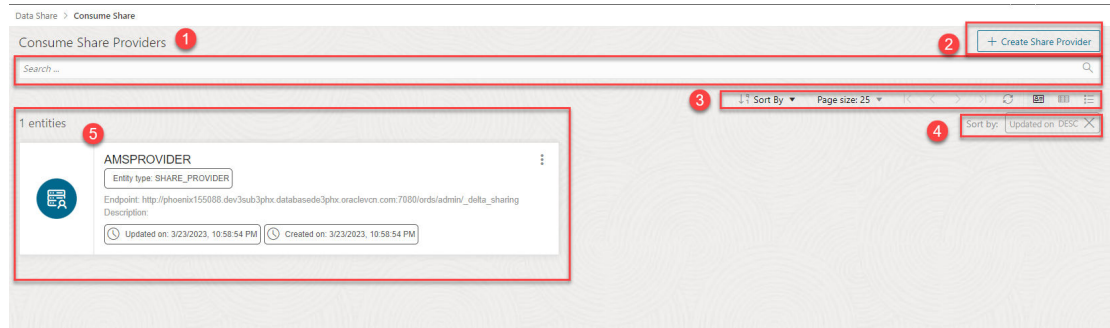 Data Share > Consume Share
Consume Share Providers 1
2 + Create Share Provider
Search ...
3 Sort By Page size: 25
1 entities
5
4 Sort by: Updated on DESC
AMSPROVIDER
Entity type: SHARE_PROVIDER
Endpoint: http://phoenix155088.dev3sub3phx.databasede3phx.oraclevcn.com:7080/ords/admin/_delta_sharing
Description:
Updated on: 3/23/2023, 10:58:54 PM Created on: 3/23/2023, 10:58:54 PM